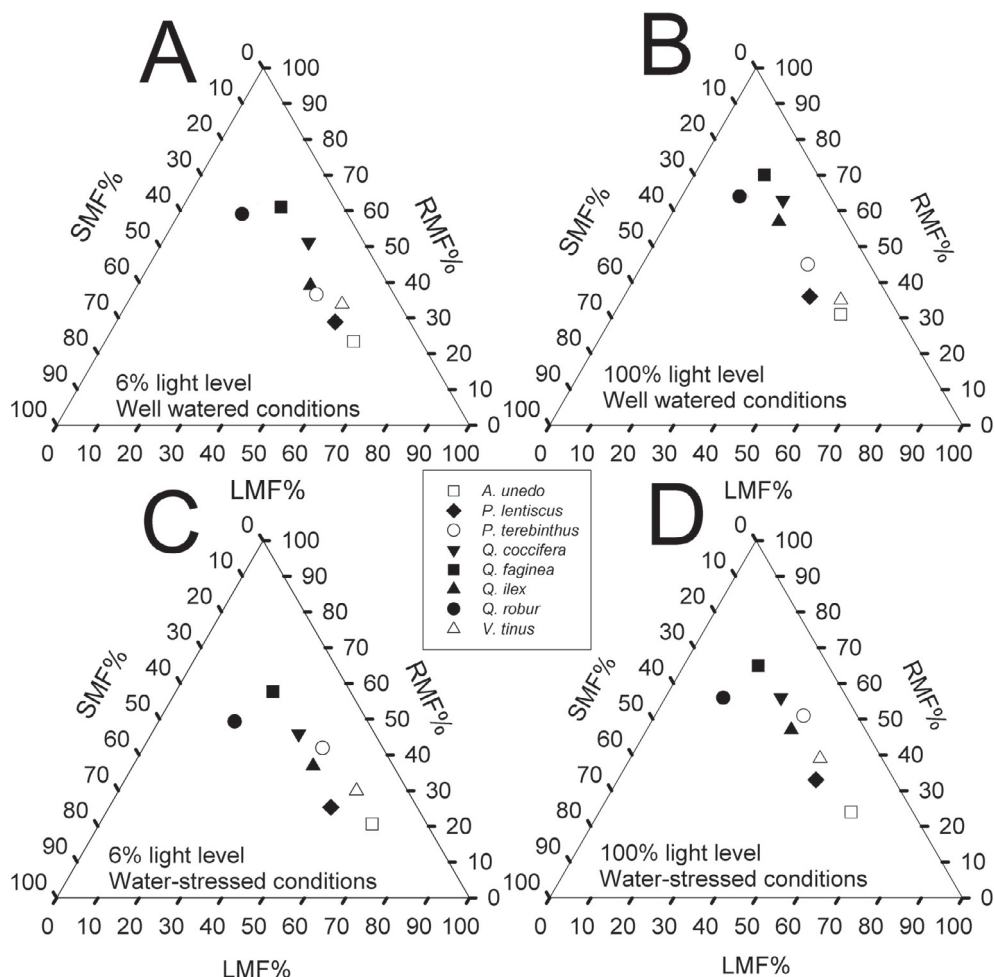 A
0
10
20
30
40
50
60
70
80
90
100
SMF%
100
90
80
70
60
50
40
30
20
10
0
RMF%
6% light level
Well watered conditions
0 10 20 30 40 50 60 70 80 90 100
LMF%
B
0
10
20
30
40
50
60
70
80
90
100
SMF%
100
90
80
70
60
50
40
30
20
10
0
RMF%
100% light level
Well watered conditions
0 10 20 30 40 50 60 70 80 90 100
LMF%
A. unedo
P. lentiscus
P. terebinthus
Q. coccifera
Q. faginea
Q. ilex
Q. robur
V. tinus
C
0
10
20
30
40
50
60
70
80
90
100
SMF%
100
90
80
70
60
50
40
30
20
10
0
RMF%
6% light level
Water-stressed conditions
0 10 20 30 40 50 60 70 80 90 100
LMF%
D
0
10
20
30
40
50
60
70
80
90
100
SMF%
100
90
80
70
60
50
40
30
20
10
0
RMF%
100% light level
Water-stressed conditions
0 10 20 30 40 50 60 70 80 90 100
LMF%